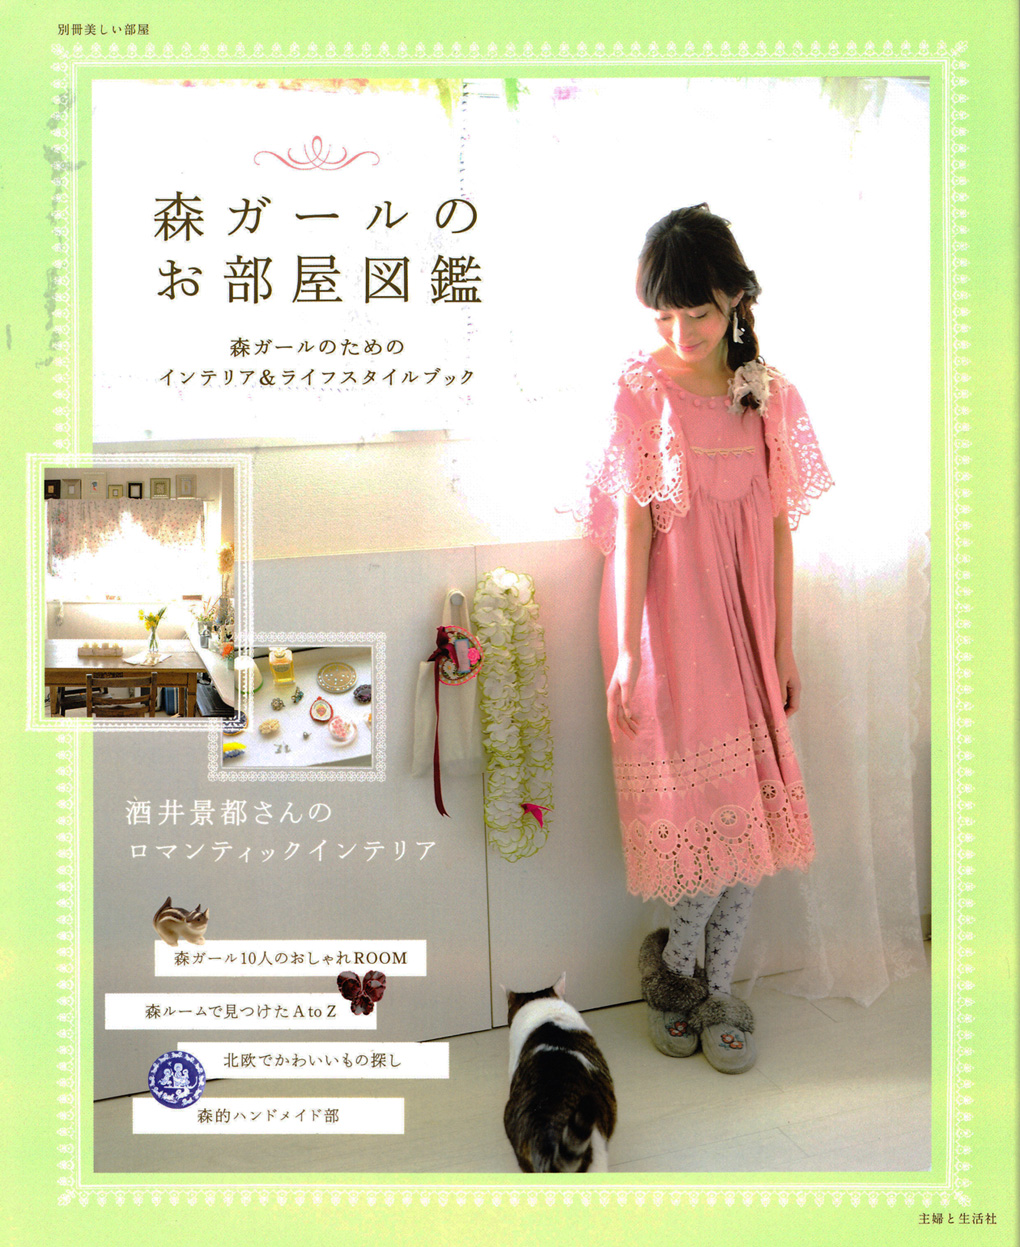 別冊美しい部屋
森ガールの
お部屋図鑑
森ガールのための
インテリア&ライフスタイルブック
酒井景都さんの
ロマンティックインテリア
森ガール10人のおしゃれROOM
森ルームで見つけたA to Z
北欧でかわいいもの探し
森的ハンドメイド部
主婦と生活社